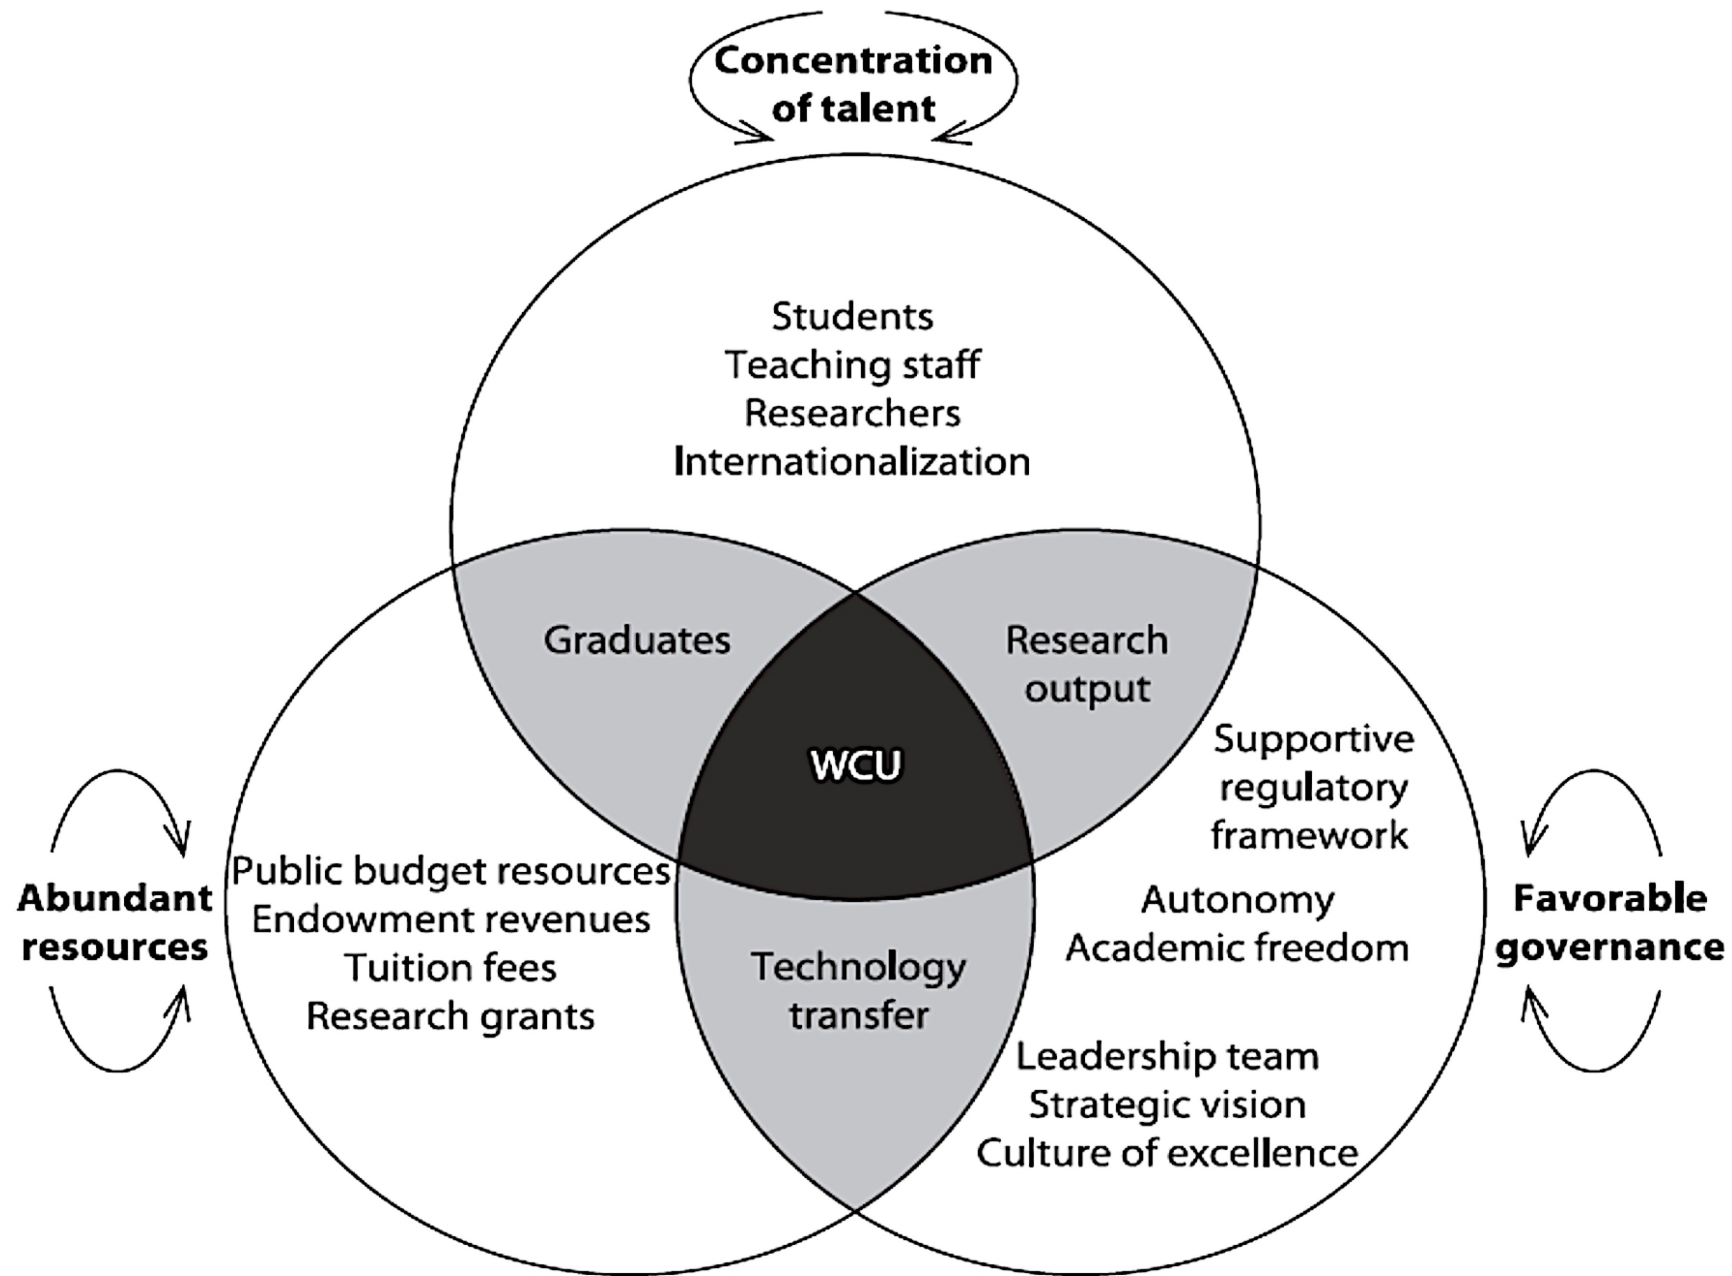 Concentration
of talent
Students
Teaching staff
Researchers
Internationalization
Graduates
Research
output
WCU
Supportive
regulatory
framework
Abundant
resources
Public budget resources
Endowment revenues
Tuition fees
Research grants
Technology
transfer
Autonomy
Academic freedom
Leadership team
Strategic vision
Culture of excellence
Favorable
governance